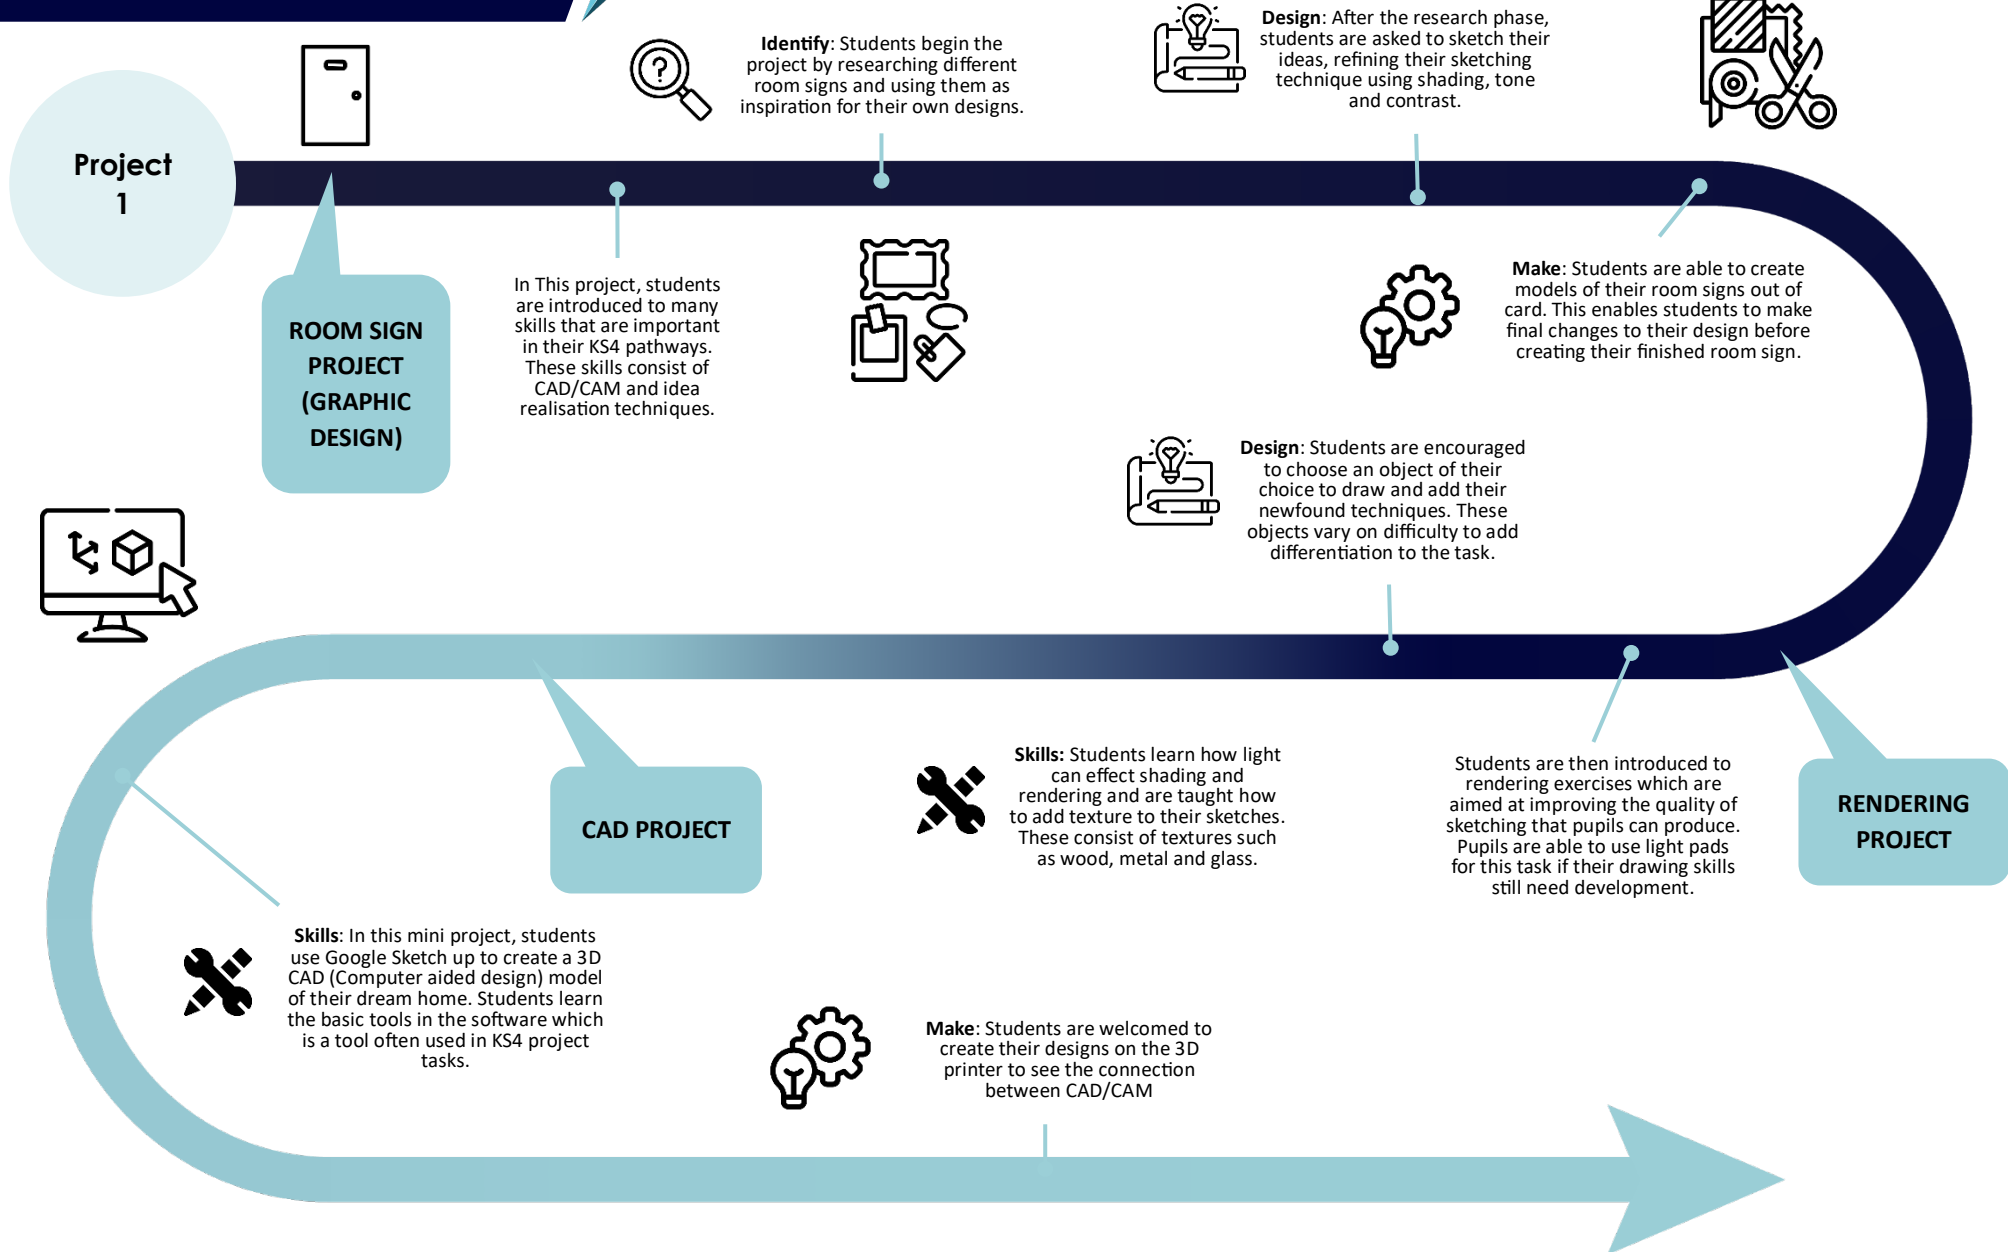 Project
1
ROOM SIGN
PROJECT
(GRAPHIC
DESIGN)
In This project, students
are introduced to many
skills that are important
in their KS4 pathways.
These skills consist of
CAD/CAM and idea
realisation techniques.
Identify: Students begin the
project by researching different
room signs and using them as
inspiration for their own designs.
Design: After the research phase,
students are asked to sketch their
ideas, refining their sketching
technique using shading, tone
and contrast.
Make: Students are able to create
models of their room signs out of
card. This enables students to make
final changes to their design before
creating their finished room sign.
RENDERING
PROJECT
Students are then introduced to
rendering exercises which are
aimed at improving the quality of
sketching that pupils can produce.
Pupils are able to use light pads
for this task if their drawing skills
still need development.
Design: Students are encouraged
to choose an object of their
choice to draw and add their
newfound techniques. These
objects vary on difficulty to add
differentiation to the task.
Skills: Students learn how light
can effect shading and
rendering and are taught how
to add texture to their sketches.
These consist of textures such
as wood, metal and glass.
CAD PROJECT
Skills: In this mini project, students
use Google Sketch up to create a 3D
CAD (Computer aided design) model
of their dream home. Students learn
the basic tools in the software which
is a tool often used in KS4 project
tasks.
Make: Students are welcomed to
create their designs on the 3D
printer to see the connection
between CAD/CAM